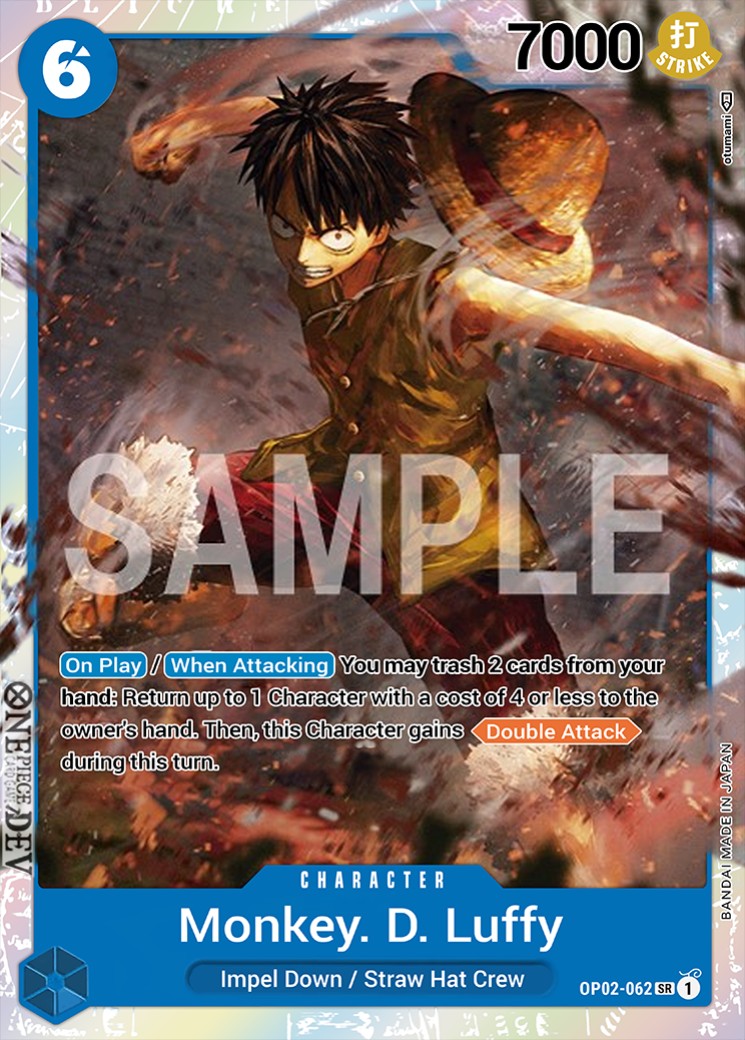 6
7000
打
STRIKE
otumami
SAMPLE
On Play / When Attacking You may trash 2 cards from your
hand: Return up to 1 Character with a cost of 4 or less to the
owner's hand. Then, this Character gains Double Attack
during this turn.
ONE PIECE
/DEV
BANDAI MADE IN JAPAN
CHARACTER
Monkey. D. Luffy
Impel Down / Straw Hat Crew
OP02-062 SR 1